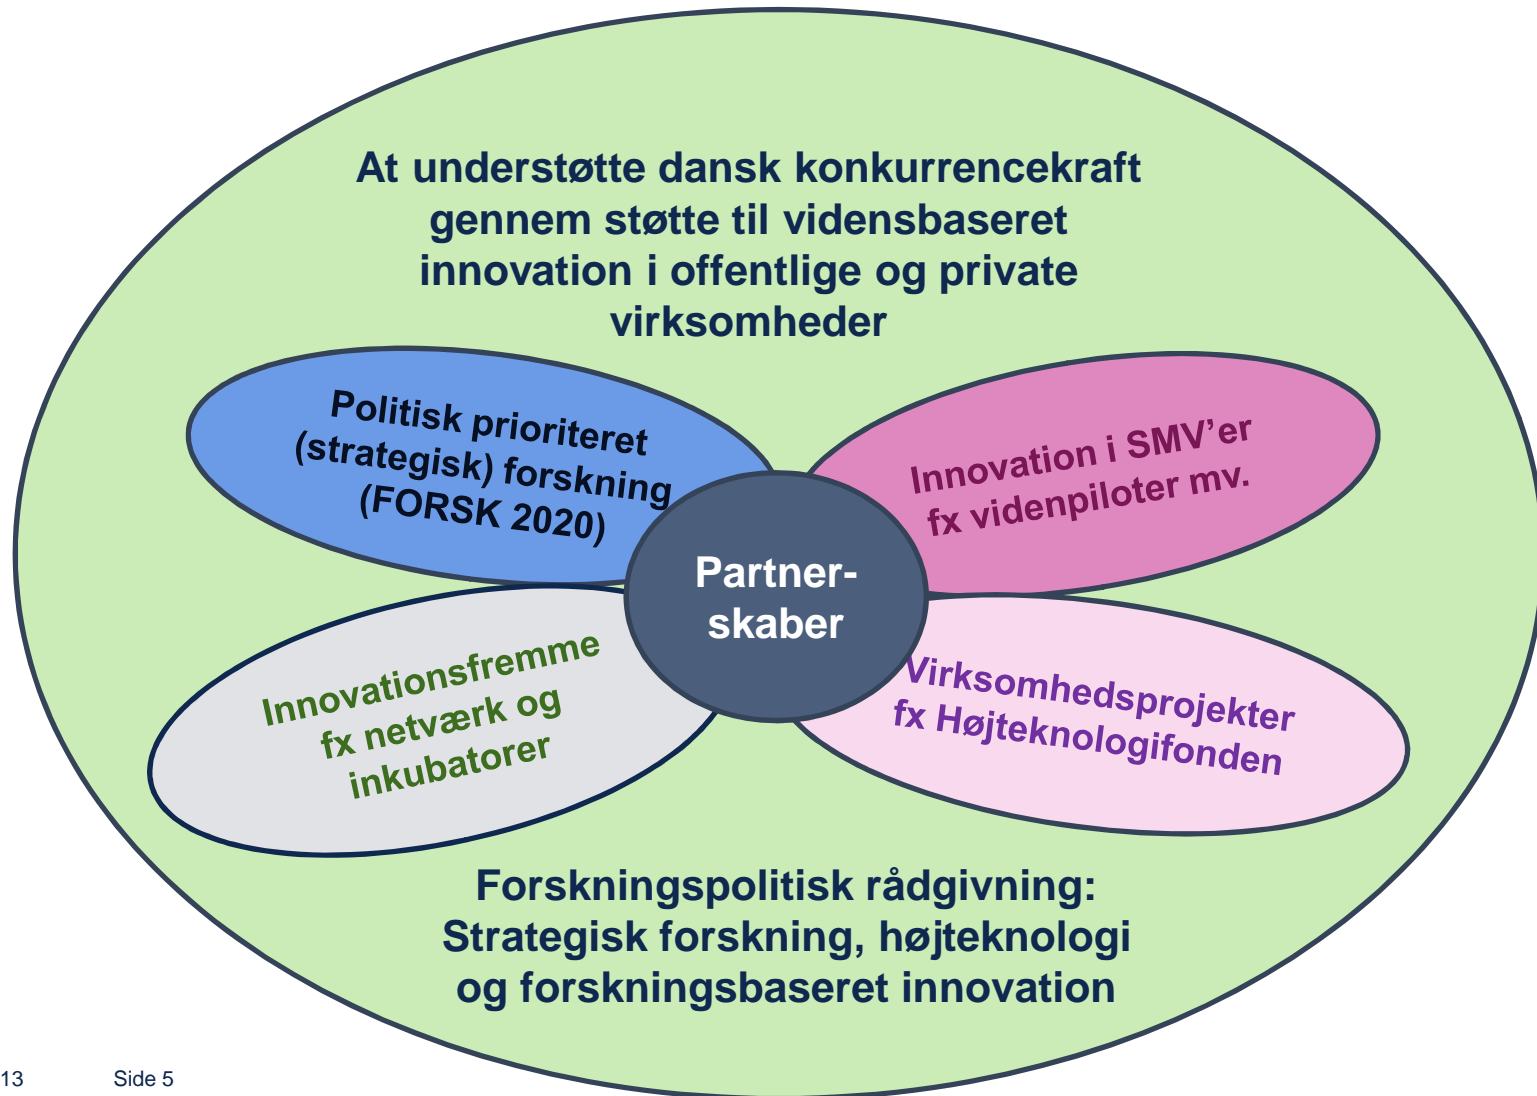 At understøtte dansk konkurrencekraft
gennem støtte til vidensbaseret
innovation i offentlige og private
virksomheder
Politisk prioriteret
(strategisk) forskning
(FORSK 2020)
Innovation i SMV’er
fx videnpiloter mv.
Partner-
skaber
Innovationsfremme
fx netværk og
inkubatorer
Virksomhedsprojekter
fx Højteknologifonden
Forskningspolitisk rådgivning:
Strategisk forskning, højteknologi
og forskningsbaseret innovation
13 Side 5